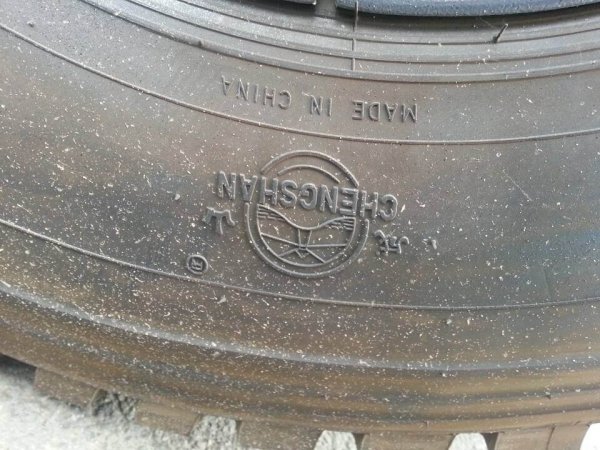 MADE IN CHINA
CHENGSHAN
成 山
®